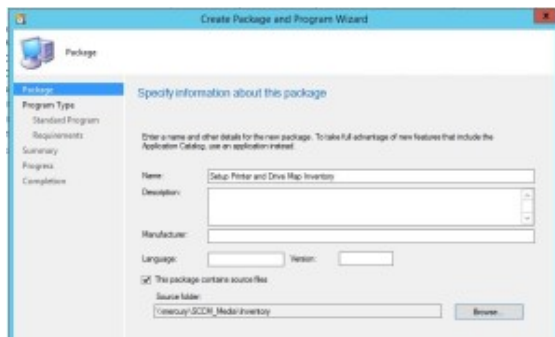 Create Package and Program Wizard
Package
Package
Program Type
Standard Program
Requirements
Summary
Progress
Completion
Specify information about this package
Enter a name and other details for the new package. To take full advantage of new features that include the
Application Catalog, use an application instead.
Name: Setup Printer and Drive Map Inventory
Description:
Manufacturer:
Language: Version:
This package contains source files
Source folder:
\\mercury\SCCM_Media\Inventory Browse...